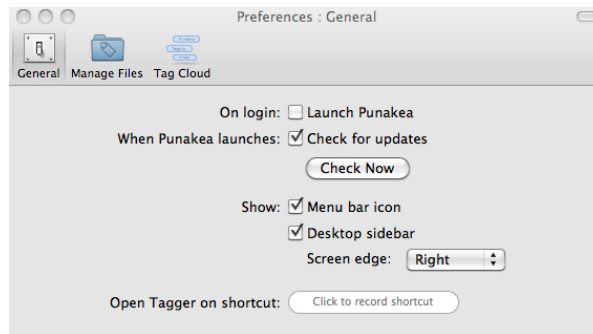 Preferences : General
General Manage Files Tag Cloud
On login: Launch Punakea
When Punakea launches: Check for updates
Check Now
Show: Menu bar icon
Desktop sidebar
Screen edge: Right
Open Tagger on shortcut: Click to record shortcut